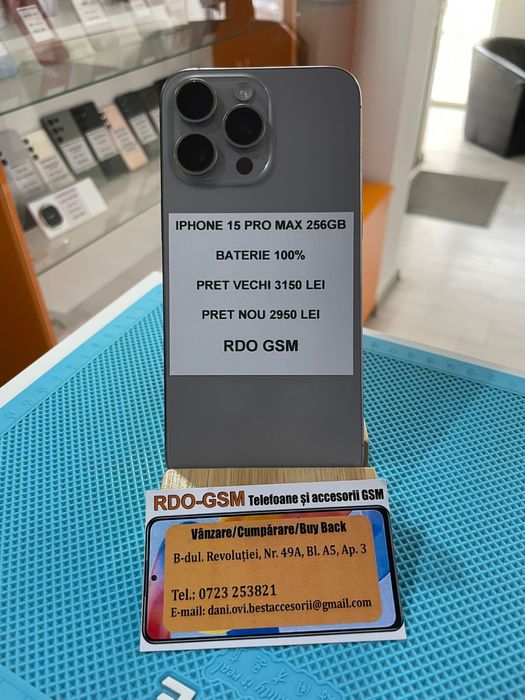 IPHONE 15 PRO MAX 256GB
BATERIE 100%
PRET VECHI 3150 LEI
PRET NOU 2950 LEI
RDO GSM
RDO-GSM Telefoane și accesorii GSM
Vânzare/Cumpărare/Buy Back
B-dul. Revoluției, Nr. 49A, Bl. A5, Ap. 3
Tel.: 0723 253821
E-mail: dani.ovi.bestaccesorii@gmail.com